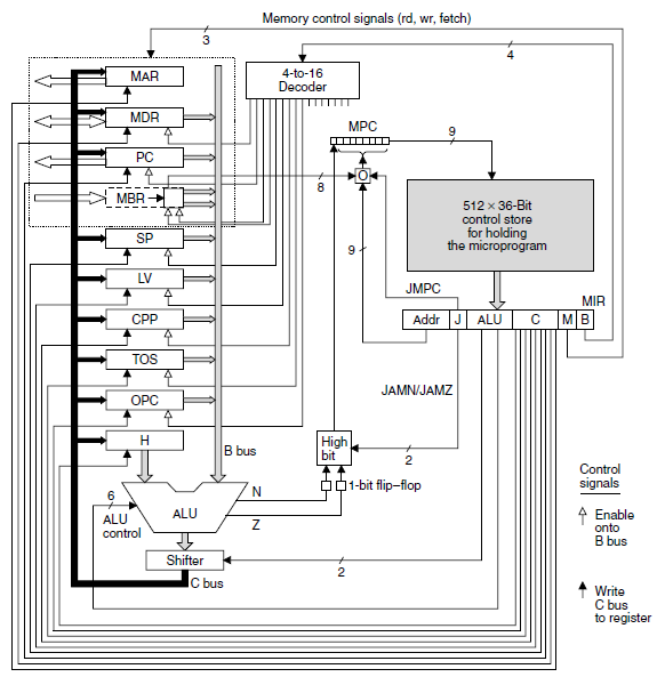 Memory control signals (rd, wr, fetch)
3
4
MAR
MDR
PC
MBR
SP
LV
CPP
TOS
OPC
H
4-to-16
Decoder
MPC
9
8
O
512 × 36-Bit
control store
for holding
the microprogram
9
JMPC
MIR
Addr J ALU C M B
JAMN/JAMZ
B bus
High
bit
2
1-bit flip–flop
N
Z
6
ALU
control
ALU
Shifter
2
C bus
Control
signals
Enable
onto
B bus
Write
C bus
to register